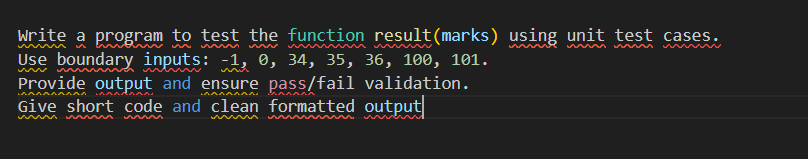 Write a program to test the function result(marks) using unit test cases.
Use boundary inputs: -1, 0, 34, 35, 36, 100, 101.
Provide output and ensure pass/fail validation.
Give short code and clean formatted output